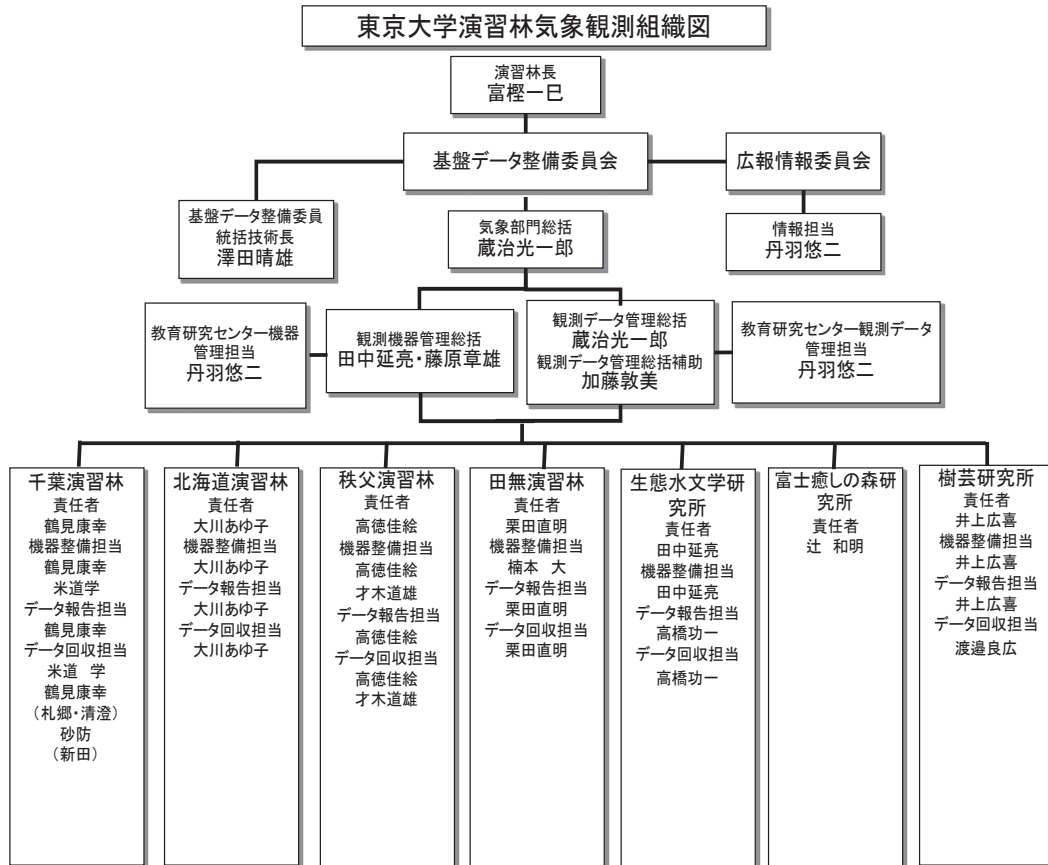 東京大学演習林気象観測組織図
演習林長
富樫一巳
基盤データ整備委員会
広報情報委員会
基盤データ整備委員
統括技術長
澤田晴雄
気象部門総括
蔵治光一郎
情報担当
丹羽悠二
教育研究センター機器
管理担当
丹羽悠二
観測機器管理総括
田中延亮・藤原章雄
観測データ管理総括
蔵治光一郎
観測データ管理総括補助
加藤敦美
教育研究センター観測データ
管理担当
丹羽悠二
千葉演習林
責任者
鶴見康幸
機器整備担当
鶴見康幸
米道学
データ報告担当
鶴見康幸
データ回収担当
米道 学
鶴見康幸
(札郷・清澄)
砂防
(新田)
北海道演習林
責任者
大川あゆ子
機器整備担当
大川あゆ子
データ報告担当
大川あゆ子
データ回収担当
大川あゆ子
秩父演習林
責任者
高徳佳絵
機器整備担当
高徳佳絵
才木道雄
データ報告担当
高徳佳絵
データ回収担当
高徳佳絵
才木道雄
田無演習林
責任者
栗田直明
機器整備担当
楠本 大
データ報告担当
栗田直明
データ回収担当
栗田直明
生態水文学研
究所
責任者
田中延亮
機器整備担当
田中延亮
データ報告担当
高橋功一
データ回収担当
高橋功一
富士癒しの森研
究所
責任者
辻 和明
樹芸研究所
責任者
井上広喜
機器整備担当
井上広喜
データ報告担当
井上広喜
データ回収担当
渡邉良広